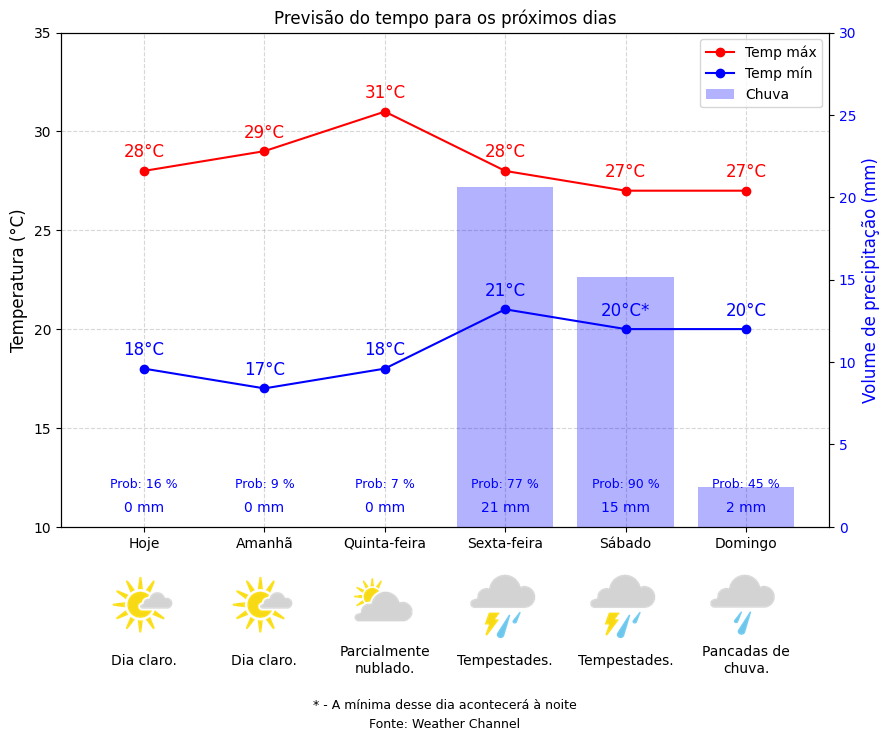 Previsão do tempo para os próximos dias
35
30
25
20
15
10
Temperatura (°C)
30
25
20
15
10
5
0
Volume de precipitação (mm)
Temp máx
Temp mín
Chuva
28°C
29°C
31°C
28°C
27°C
27°C
18°C
17°C
18°C
21°C
20°C*
20°C
Prob: 16 %
Prob: 9 %
Prob: 7 %
Prob: 77 %
Prob: 90 %
Prob: 45 %
0 mm
0 mm
0 mm
21 mm
15 mm
2 mm
Hoje
Amanhã
Quinta-feira
Sexta-feira
Sábado
Domingo
Dia claro.
Dia claro.
Parcialmente
nublado.
Tempestades.
Tempestades.
Pancadas de
chuva.
* - A mínima desse dia acontecerá à noite
Fonte: Weather Channel